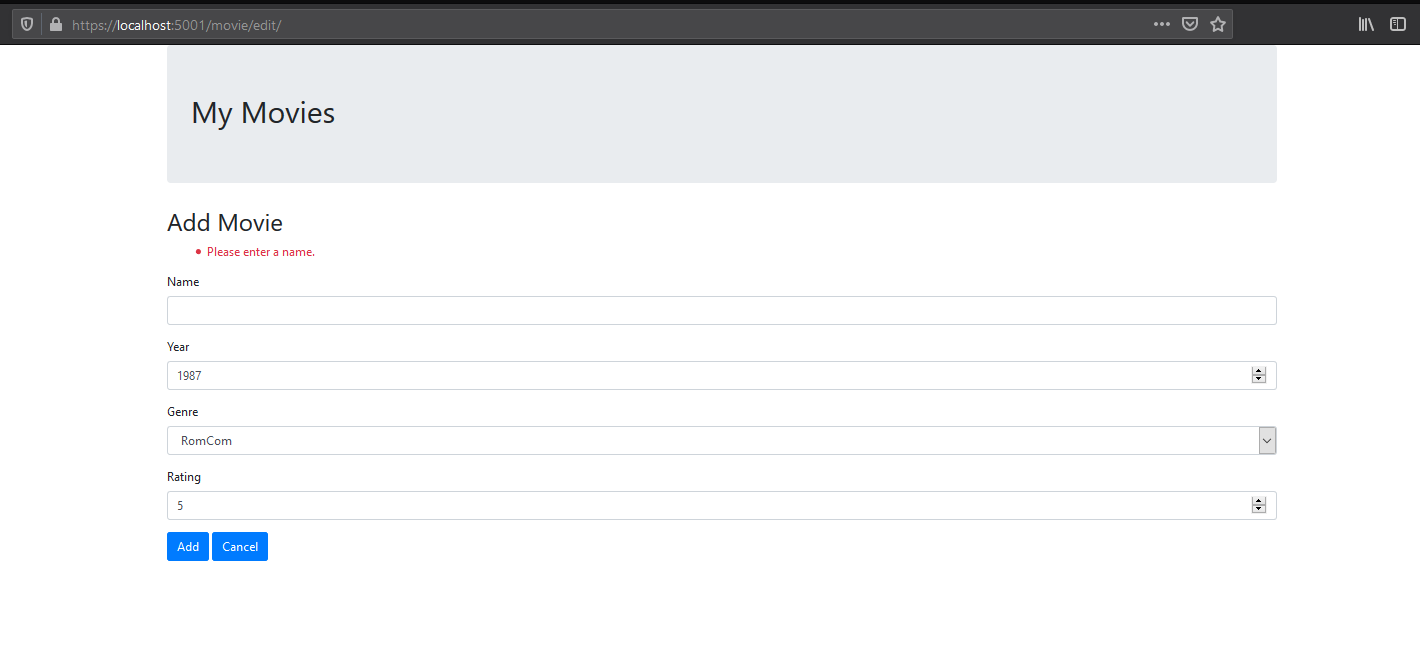 https://localhost:5001/movie/edit/
My Movies
Add Movie
Please enter a name.
Name
Year
1987
Genre
RomCom
Rating
5
Add Cancel